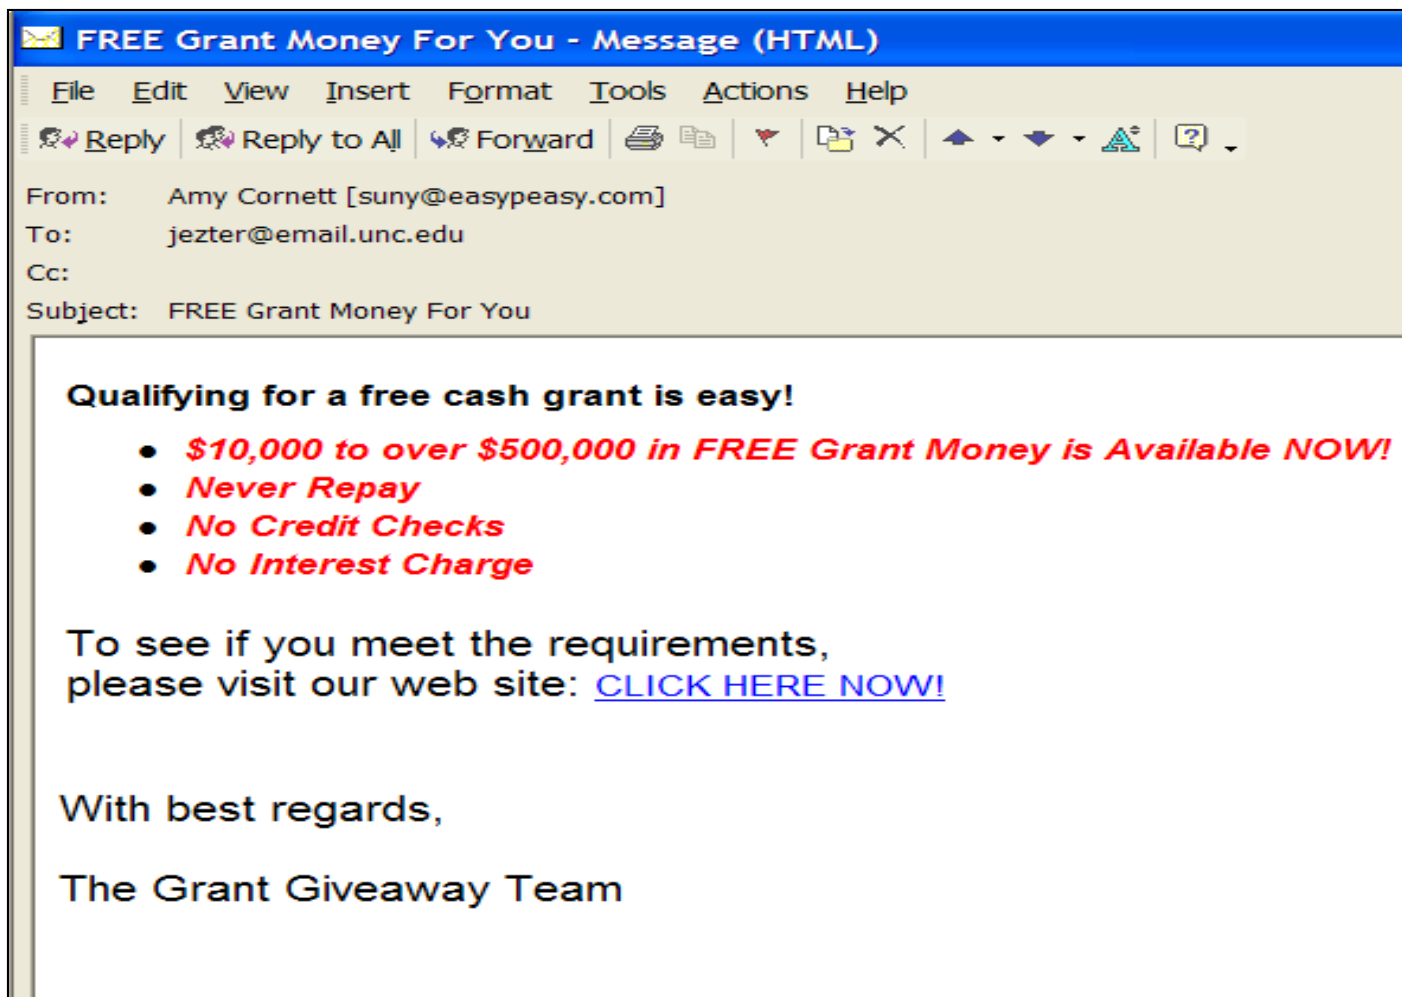 FREE Grant Money For You - Message (HTML)
File Edit View Insert Format Tools Actions Help
Reply Reply to All Forward
From: Amy Cornett [suny@easypeasy.com]
To: jezter@email.unc.edu
Cc:
Subject: FREE Grant Money For You
Qualifying for a free cash grant is easy!
• $10,000 to over $500,000 in FREE Grant Money is Available NOW!
• Never Repay
• No Credit Checks
• No Interest Charge
To see if you meet the requirements,
please visit our web site: CLICK HERE NOW!
With best regards,
The Grant Giveaway Team